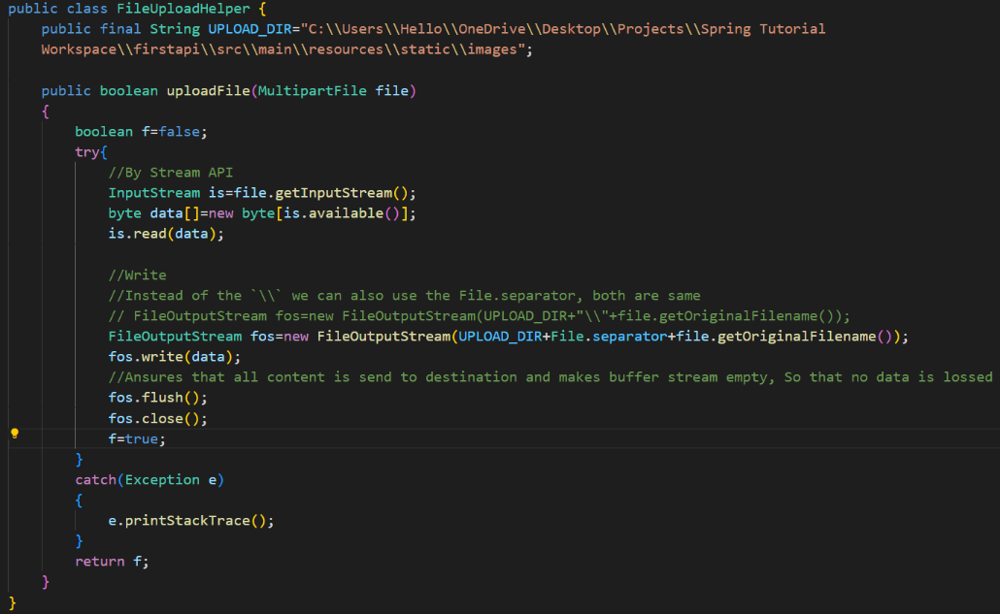 public class FileUploadHelper {
public final String UPLOAD_DIR="C:\\Users\\Hello\\OneDrive\\Desktop\\Projects\\Spring Tutorial
Workspace\\firstapi\\src\\main\\resources\\static\\images";
public boolean uploadFile(MultipartFile file)
{
boolean f=false;
try{
//By Stream API
InputStream is=file.getInputStream();
byte data[]=new byte[is.available()];
is.read(data);
//Write
//Instead of the `\\` we can also use the File.separator, both are same
// FileOutputStream fos=new FileOutputStream(UPLOAD_DIR+"\\"+file.getOriginalFilename());
FileOutputStream fos=new FileOutputStream(UPLOAD_DIR+File.separator+file.getOriginalFilename());
fos.write(data);
//Ansures that all content is send to destination and makes buffer stream empty, So that no data is lossed
fos.flush();
fos.close();
f=true;
}
catch(Exception e)
{
e.printStackTrace();
}
return f;
}
}